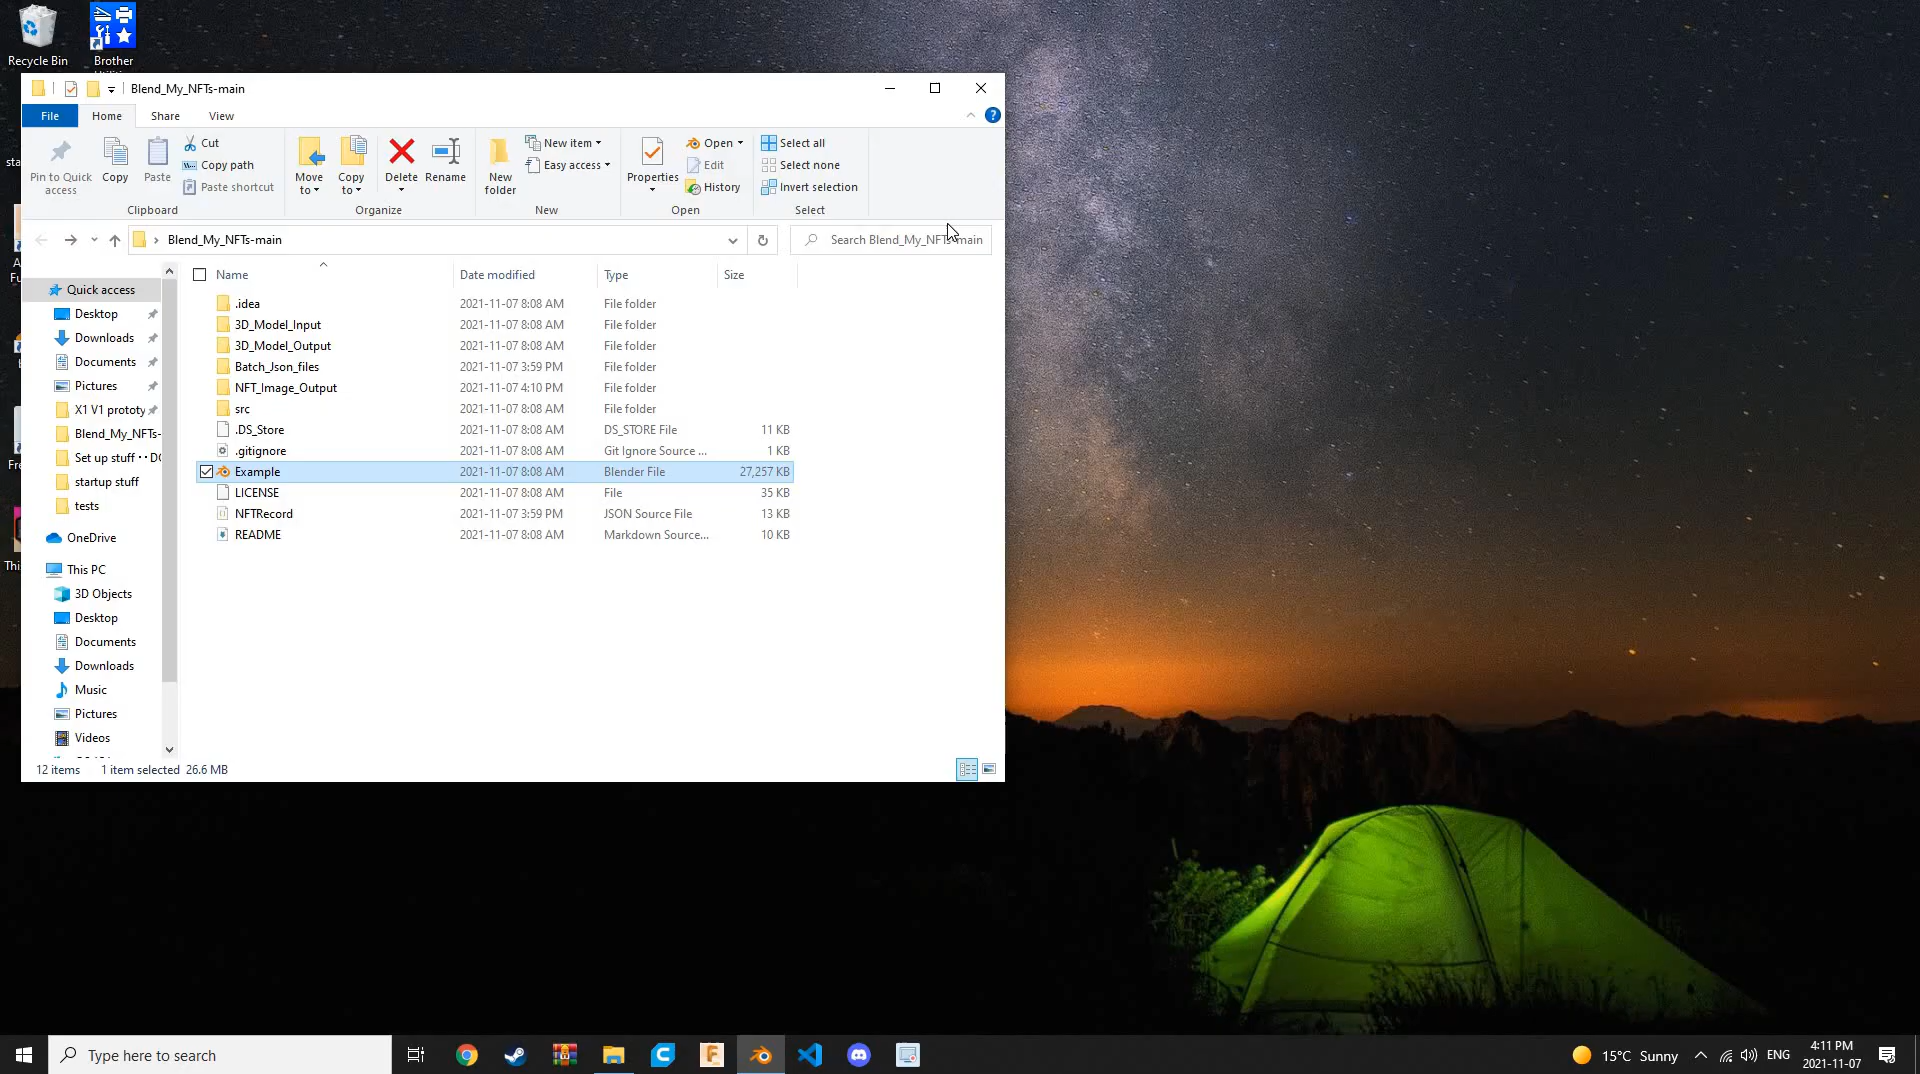 Recycle Bin
Brother
Blend_My_NFTs-main
File Home Share View
Pin to Quick access
Copy
Paste
Cut
Copy path
Paste shortcut
Move to
Copy to
Delete
Rename
New folder
New item
Easy access
Properties
Open
Edit
History
Select all
Select none
Invert selection
Clipboard Organize New Open Select
Blend_My_NFTs-main
Search Blend_My_NFTs-main
Name Date modified Type Size
.idea 2021-11-07 8:08 AM File folder
3D_Model_Input 2021-11-07 8:08 AM File folder
3D_Model_Output 2021-11-07 8:08 AM File folder
Batch_Json_files 2021-11-07 3:59 PM File folder
NFT_Image_Output 2021-11-07 4:10 PM File folder
src 2021-11-07 8:08 AM File folder
.DS_Store 2021-11-07 8:08 AM DS_STORE File 11 KB
.gitignore 2021-11-07 8:08 AM Git Ignore Source ... 1 KB
Example 2021-11-07 8:08 AM Blender File 27,257 KB
LICENSE 2021-11-07 8:08 AM File 35 KB
NFTRecord 2021-11-07 3:59 PM JSON Source File 13 KB
README 2021-11-07 8:08 AM Markdown Source... 10 KB
Quick access
Desktop
Downloads
Documents
Pictures
X1 V1 prototy
Blend_My_NFTs-
Set up stuff
startup stuff
tests
OneDrive
This PC
3D Objects
Desktop
Documents
Downloads
Music
Pictures
Videos
12 items 1 item selected 26.6 MB
Type here to search
15°C Sunny
ENG
4:11 PM
2021-11-07